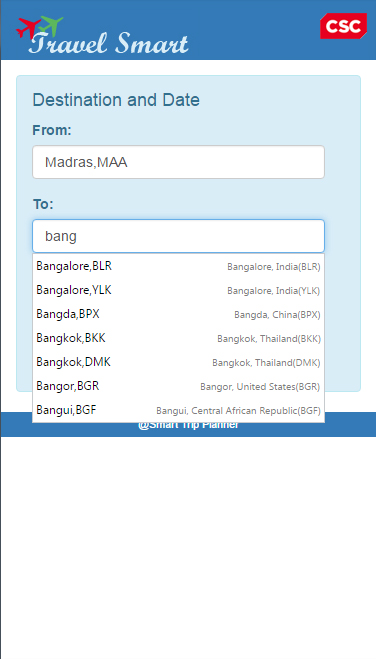 Travel Smart
CSC
Destination and Date
From:
Madras,MAA
To:
bang
Bangalore,BLR Bangalore, India(BLR)
Bangalore,YLK Bangalore, India(YLK)
Bangda,BPX Bangda, China(BPX)
Bangkok,BKK Bangkok, Thailand(BKK)
Bangkok,DMK Bangkok, Thailand(DMK)
Bangor,BGR Bangor, United States(BGR)
Bangui,BGF Bangui, Central African Republic(BGF)
@Smart Trip Planner